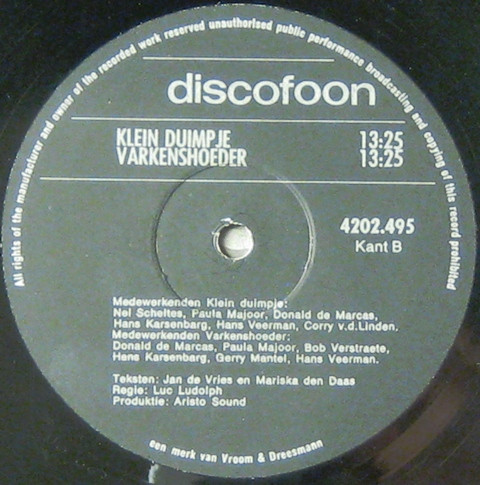 All rights of the manufacturer and owner of the recorded work reserved unauthorised public performance broadcasting and copying of this record prohibited
discofoon
KLEIN DUIMPJE 13:25
VARKENSHOEDER 13:25
4202.495
Kant B
Medewerkenden Klein duimpje:
Nel Scheltes, Paula Majoor, Donald de Marcas,
Hans Karsenbarg, Hans Veerman, Corry v.d.Linden.
Medewerkenden Varkenshoeder:
Donald de Marcas, Paula Majoor, Bob Verstraete,
Hans Karsenbarg, Gerry Mantel, Hans Veerman.
Teksten: Jan de Vries en Mariska den Daas
Regie: Luc Ludolph
Produktie: Aristo Sound
een merk van Vroom & Dreesmann